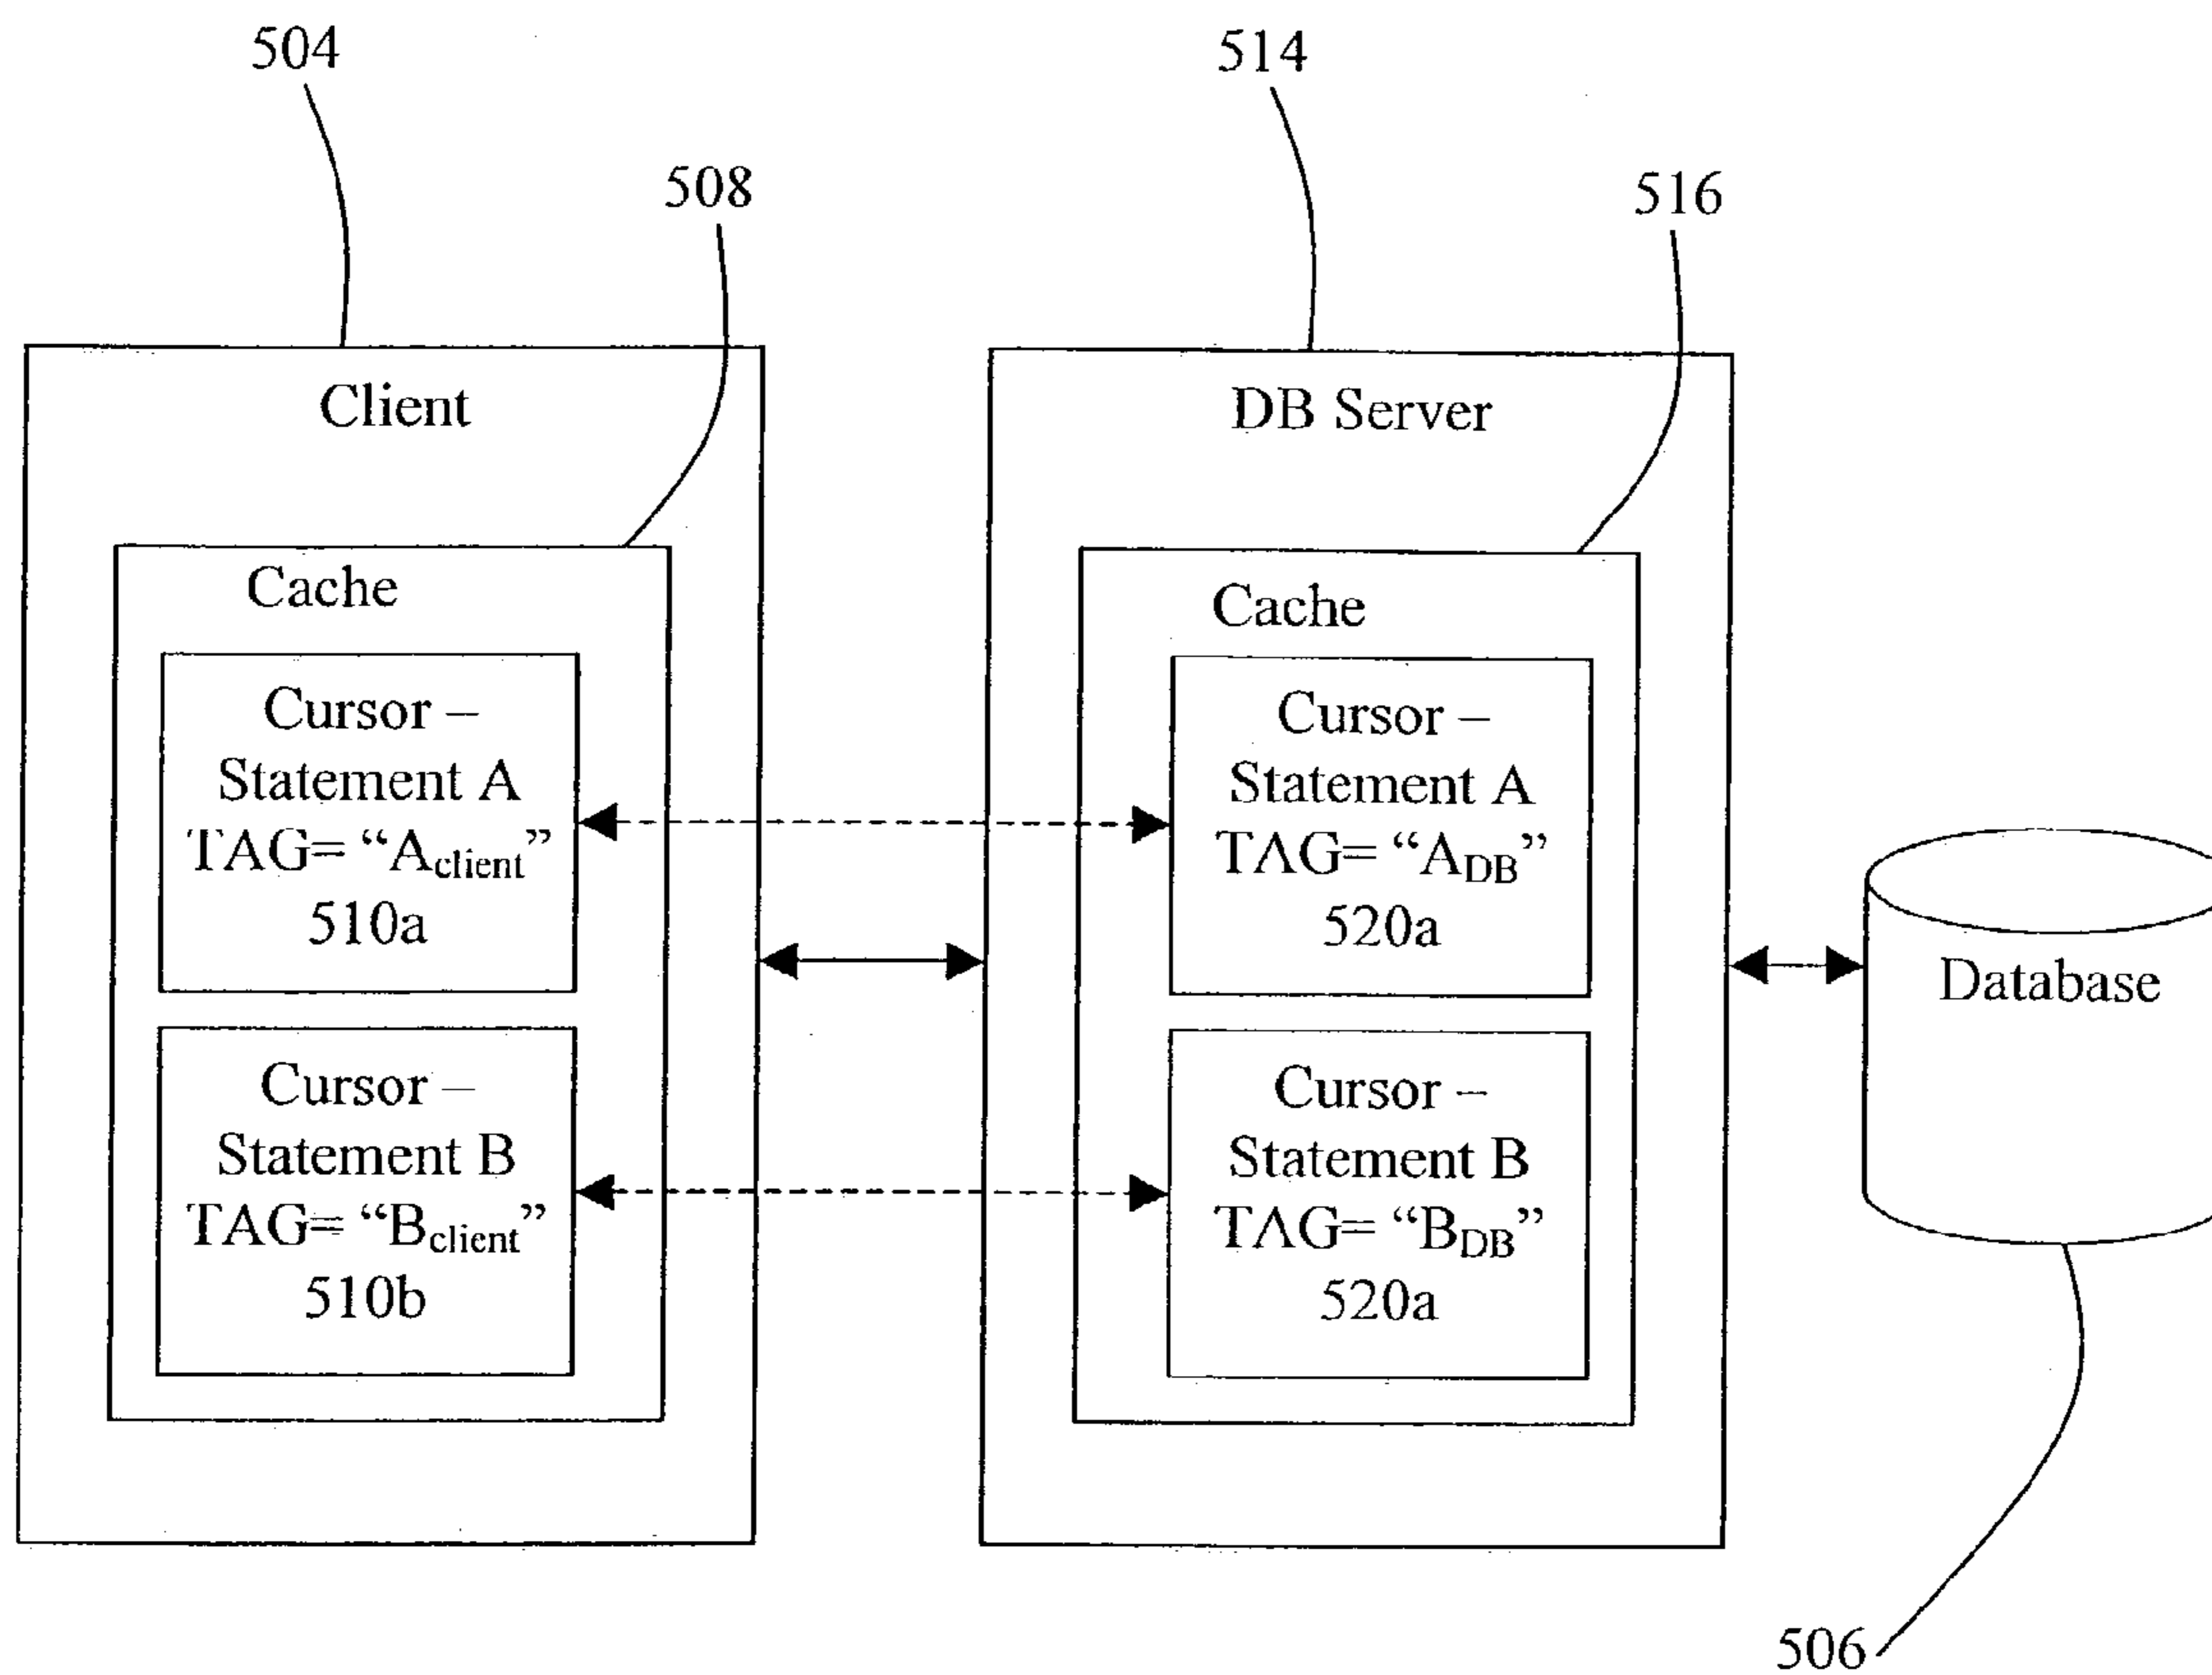 504
514
508
516
Client
DB Server
Cache
Cursor –
Statement A
TAG= “Aclient”
510a
Cursor –
Statement B
TAG= “Bclient”
510b
Cache
Cursor –
Statement A
TAG= “ADB”
520a
Cursor –
Statement B
TAG= “BDB”
520a
Database
506